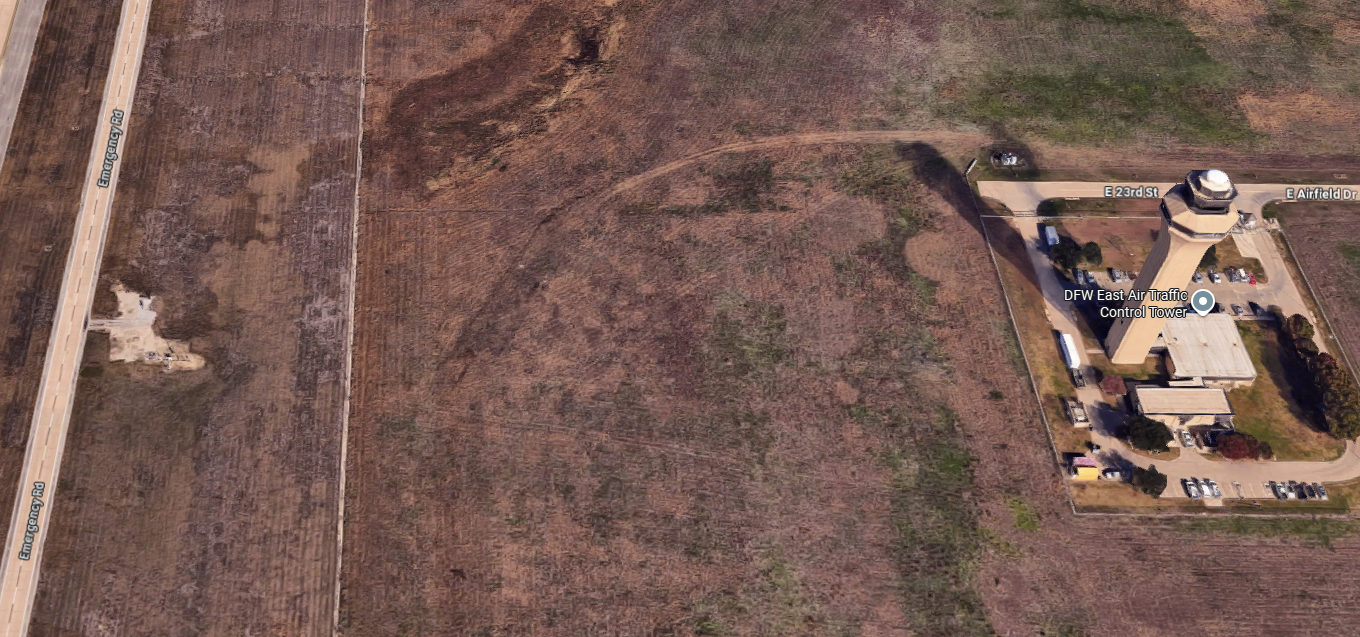 Emergency Rd
E 23rd St
E Airfield Dr
DFW East Air Traffic
Control Tower
Emergency Rd